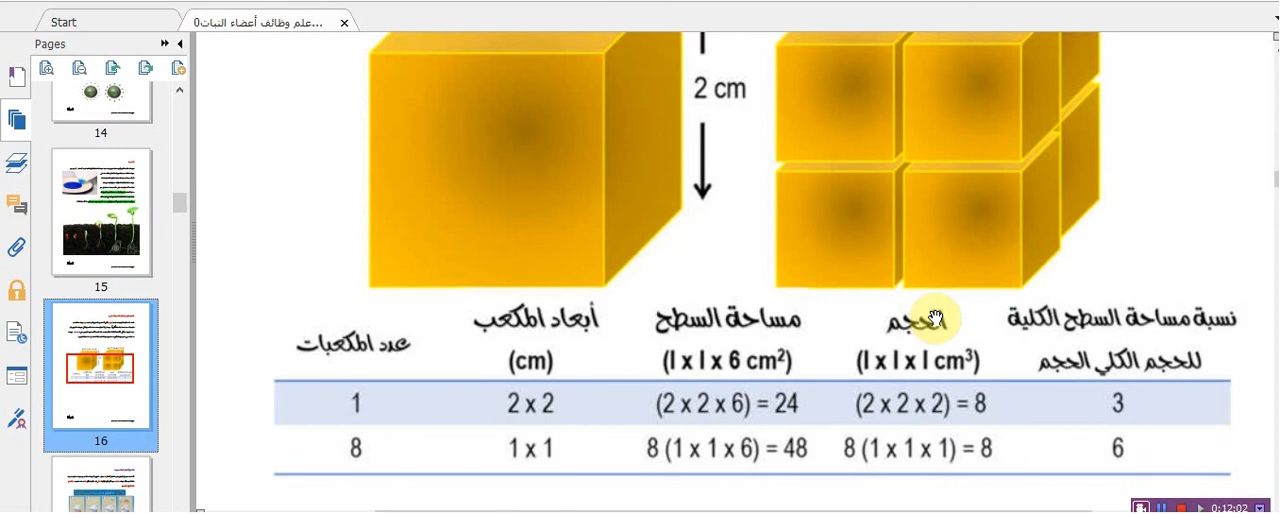 Start
علم وظائف أعضاء النبات0...
Pages
14
15
16
2 cm
عدد المكعبات
أبعاد المكعب
(cm)
مساحة السطح
(l x l x 6 cm²)
الحجم
(l x l x l cm³)
نسبة مساحة السطح الكلية
للحجم الكلي الحجم
1 2 x 2 (2 x 2 x 6) = 24 (2 x 2 x 2) = 8 3
8 1 x 1 8 (1 x 1 x 6) = 48 8 (1 x 1 x 1) = 8 6
0:12:02